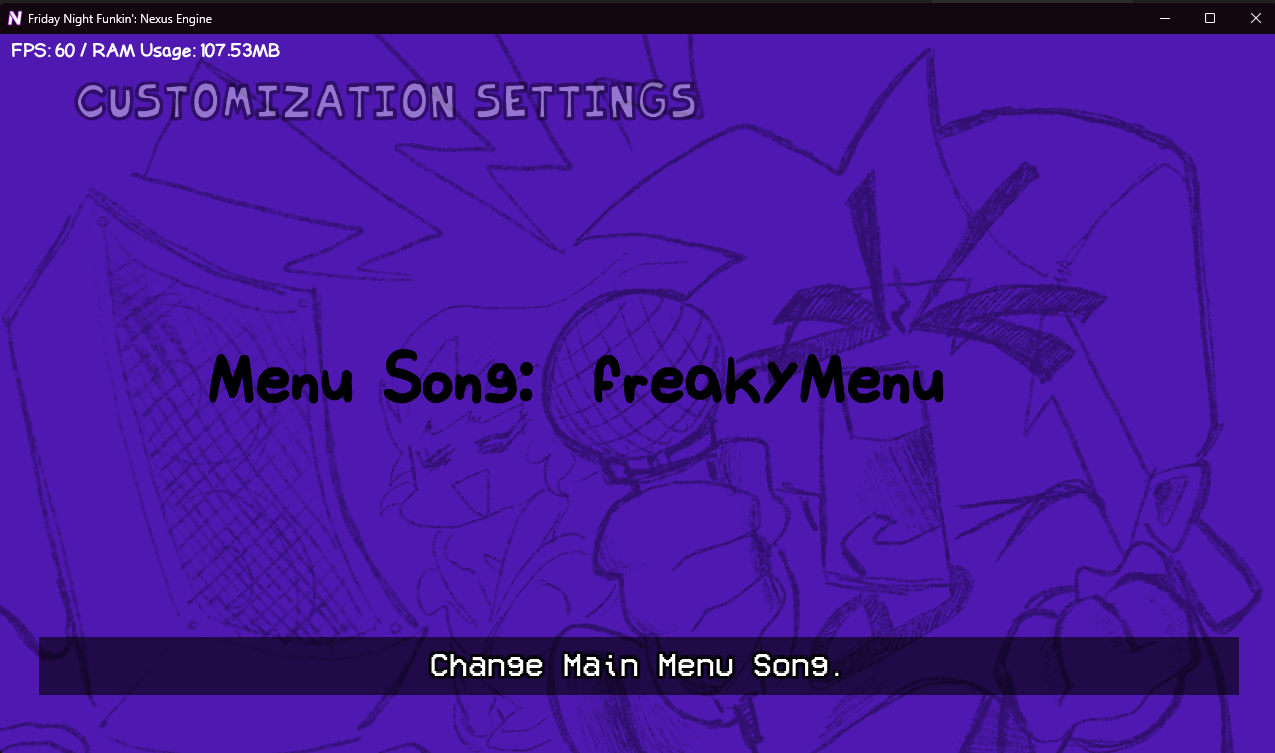 N Friday Night Funkin': Nexus Engine
FPS: 60 / RAM Usage: 107.53MB
CUSTOMIZATION SETTINGS
Menu Song: freakyMenu
Change Main Menu Song.